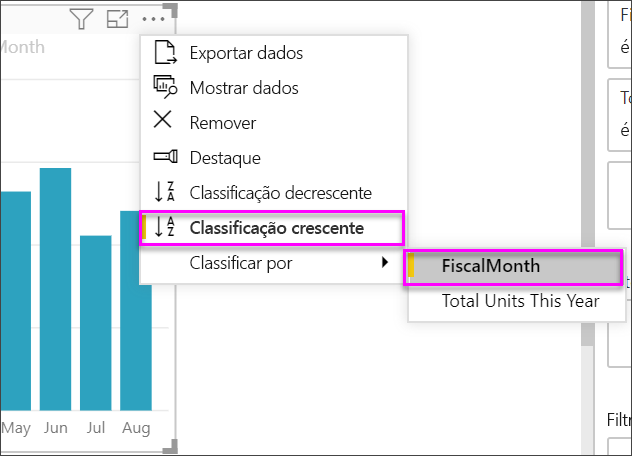 Month
Exportar dados
Mostrar dados
Remover
Destaque
Classificação decrescente
Classificação crescente
Classificar por
FiscalMonth
Total Units This Year
May Jun Jul Aug
é
é
Filtr